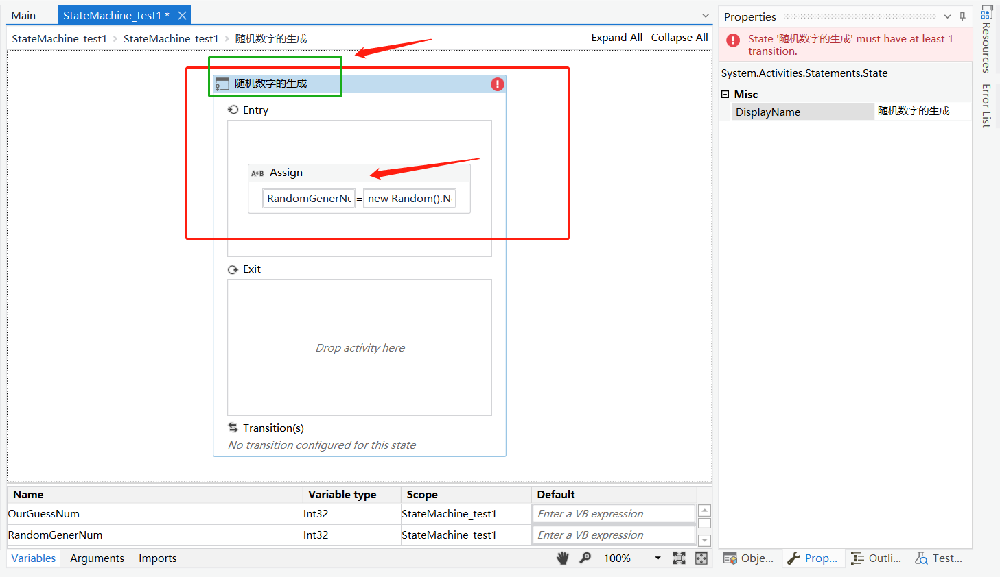 Main
StateMachine_test1 *
StateMachine_test1 > StateMachine_test1 > 随机数字的生成
Expand All Collapse All
随机数字的生成
Entry
A←B Assign
RandomGenerNu = new Random().N
Exit
Drop activity here
Transition(s)
No transition configured for this state
Name Variable type Scope Default
OurGuessNum Int32 StateMachine_test1 Enter a VB expression
RandomGenerNum Int32 StateMachine_test1 Enter a VB expression
Variables Arguments Imports 100%
Properties
State '随机数字的生成' must have at least 1
transition.
System.Activities.Statements.State
Misc
DisplayName 随机数字的生成
Obje... Prop... Outli... Test...
Resources
Error List